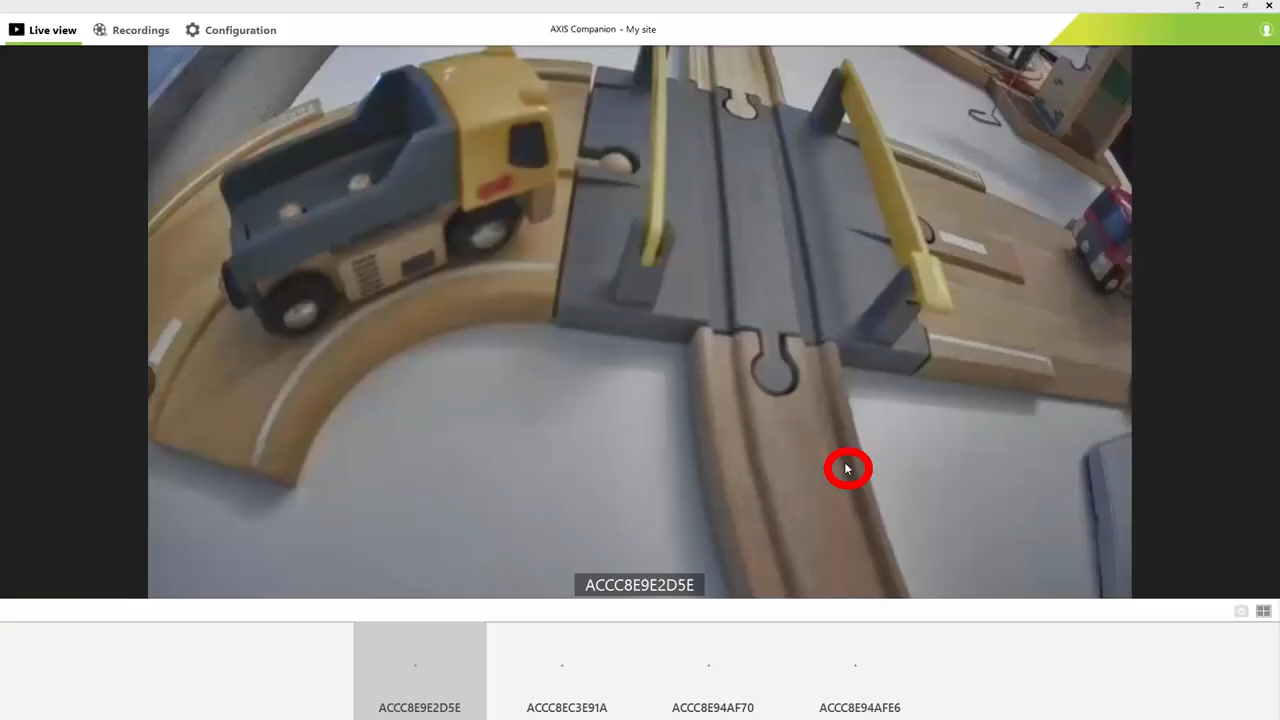 ?
Live view
Recordings
Configuration
AXIS Companion - My site
ACCC8E9E2D5E
ACCC8E9E2D5E
ACCC8EC3E91A
ACCC8E94AF70
ACCC8E94AFE6